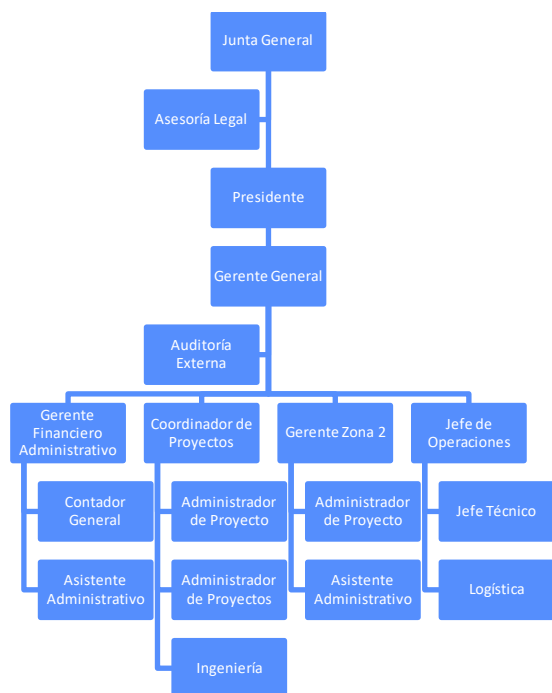 Junta General
Asesoría Legal
Presidente
Gerente General
Auditoría
Externa
Gerente
Financiero
Administrativo
Coordinador de
Proyectos
Gerente Zona 2
Jefe de
Operaciones
Contador
General
Administrador
de Proyecto
Administrador
de Proyecto
Jefe Técnico
Asistente
Administrativo
Administrador
de Proyectos
Asistente
Administrativo
Logística
Ingeniería